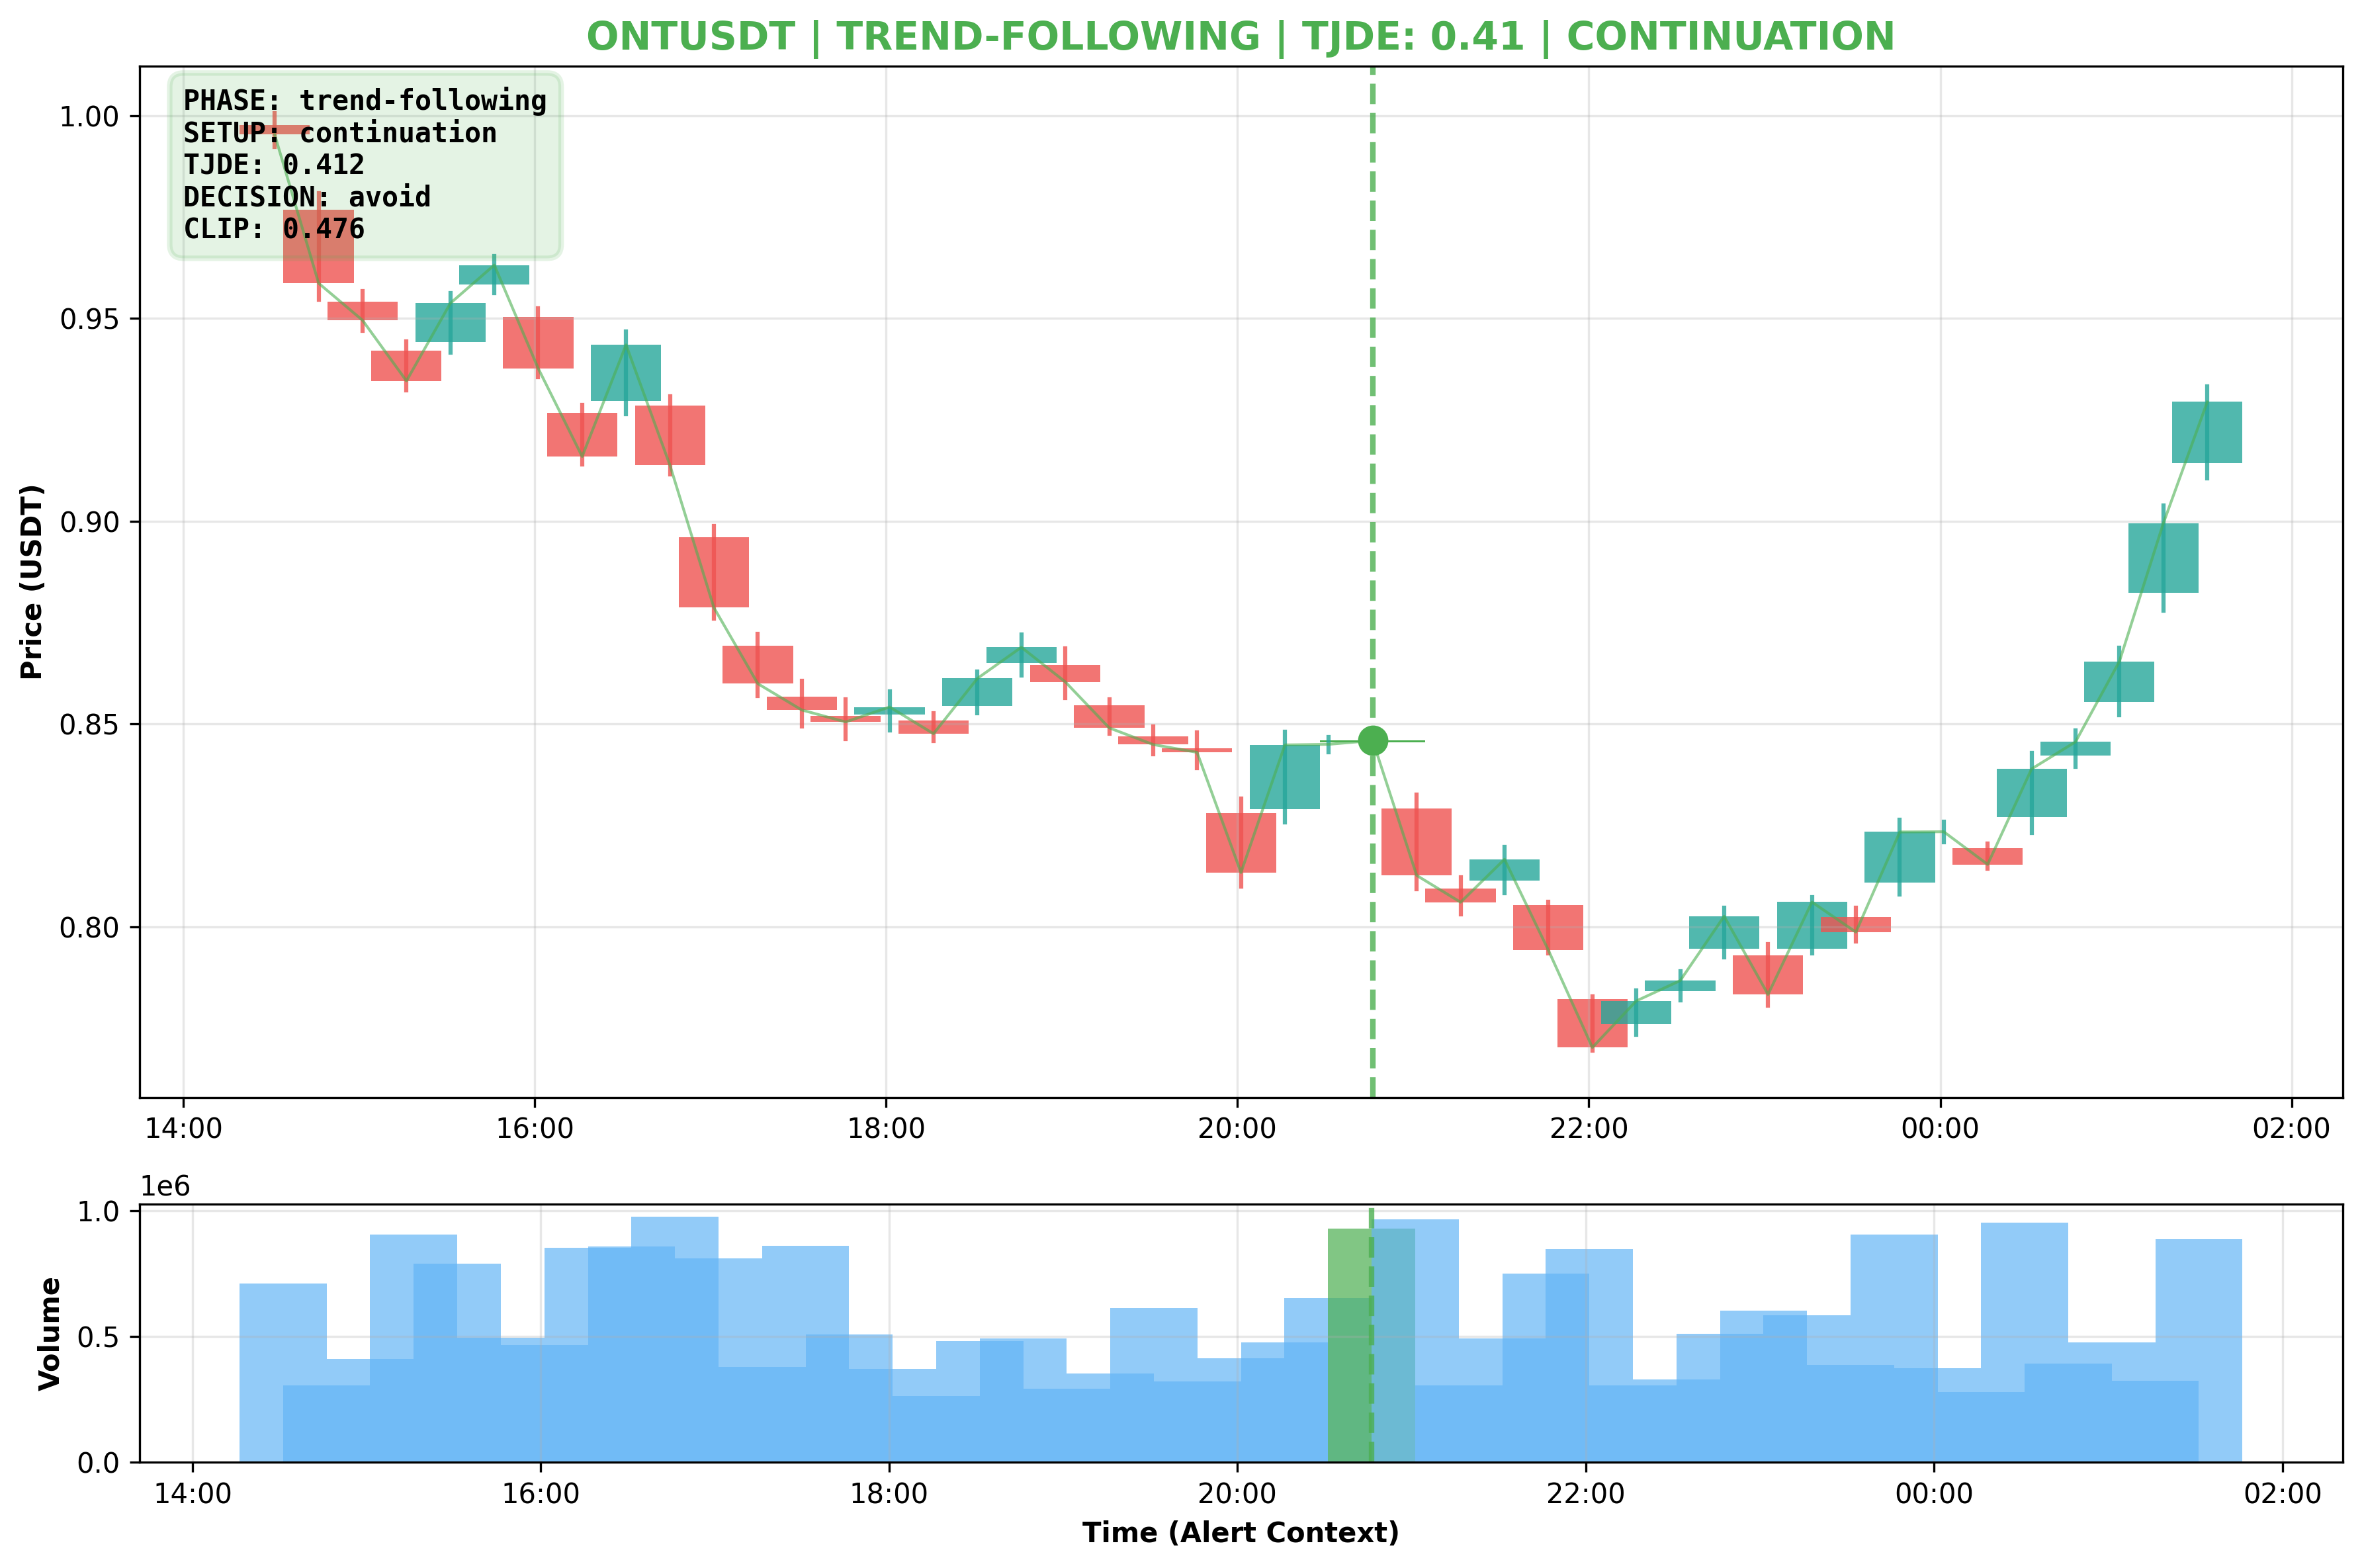 ONTUSDT | TREND-FOLLOWING | TJDE: 0.41 | CONTINUATION
PHASE: trend-following
SETUP: continuation
TJDE: 0.412
DECISION: avoid
CLIP: 0.476
Price (USDT)
1.00
0.95
0.90
0.85
0.80
14:00 16:00 18:00 20:00 22:00 00:00 02:00
1e6
Volume
1.0
0.5
0.0
14:00 16:00 18:00 20:00 22:00 00:00 02:00
Time (Alert Context)